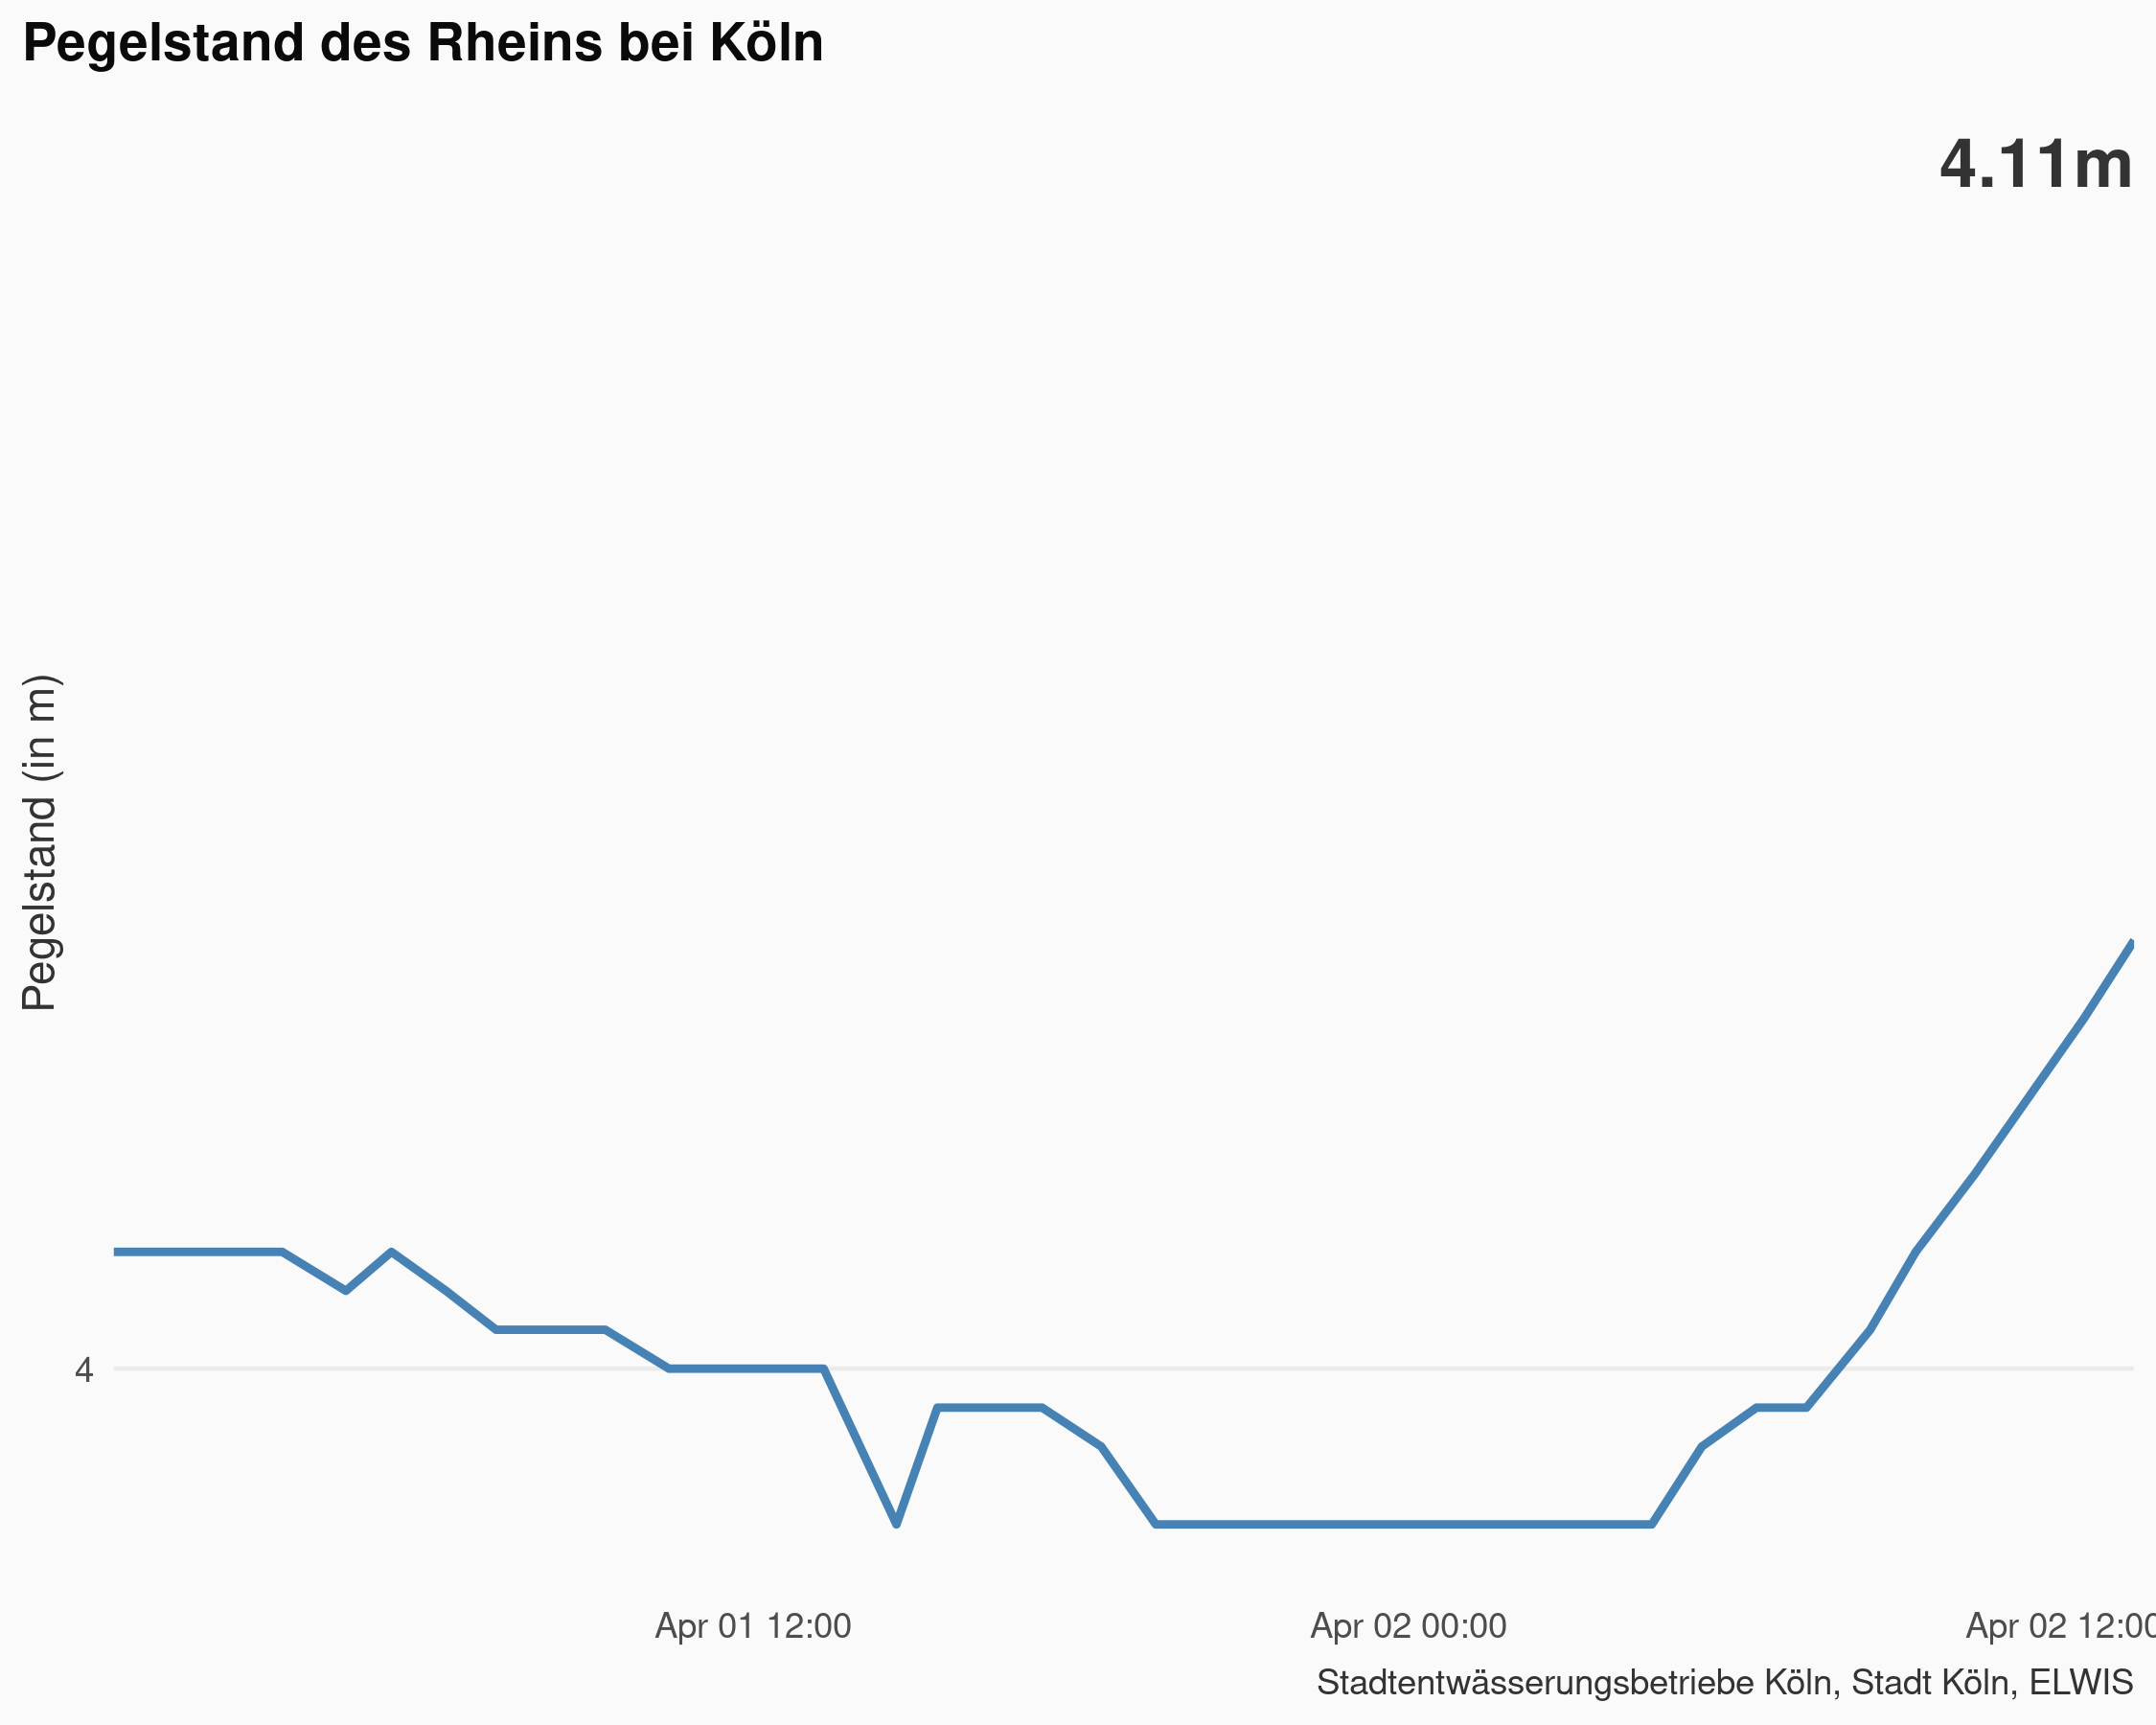 Pegelstand des Rheins bei Köln
4.11m
Pegelstand (in m)
4
Apr 01 12:00
Apr 02 00:00
Apr 02 12:00
Stadtentwässerungsbetriebe Köln, Stadt Köln, ELWIS